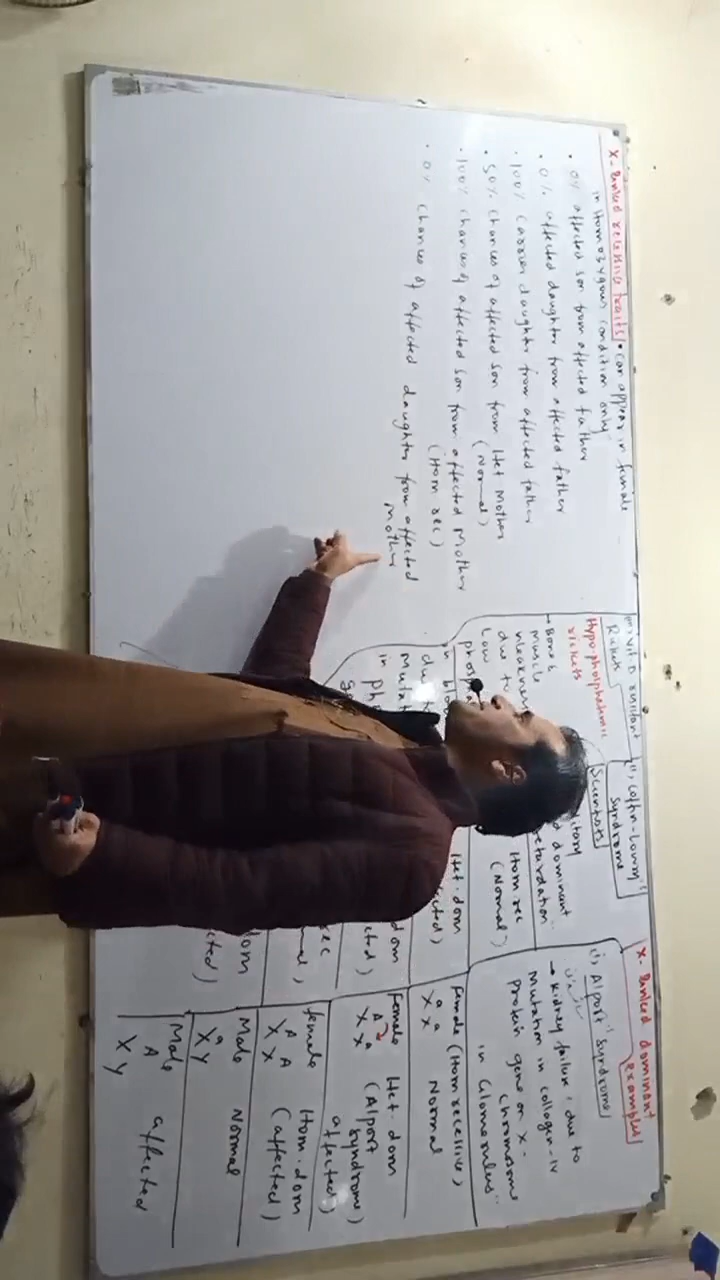 X-linked recessive traits • can appear in female
in Homozygous condition only
• 0% affected son from affected father
• 0% affected daughter from affected father
• 100% carrier daughter from affected father
• 50% chances of affected son from Het Mother
(Normal)
• 100% chances of affected son from affected Mother
(Hom rec)
• 0% chances of affected daughter from affected
Mother
vit D resistant
Rickets
Hypophosphatemic
rickets
→ Bone &
Muscle
weakness
due to
Low
in
ii, Coffin-Lowry"
Syndrome
Scientists
dominant
retardation
Hom rec
(Normal)
Het. dom
X-linked dominant
examples
i, Alport's Syndrome
→ Kidney failure, due to
Mutation in collagen-IV
protein gene on X-
chromosome
in Glomerulus"
Female (Hom recessive)
X^a X^a Normal
Female Het. dom
X^A X^a (Alport
syndrome)
affected)
Female Hom. dom
X^A X^A (affected)
Male Normal
X^a Y
Male affected
X^A Y